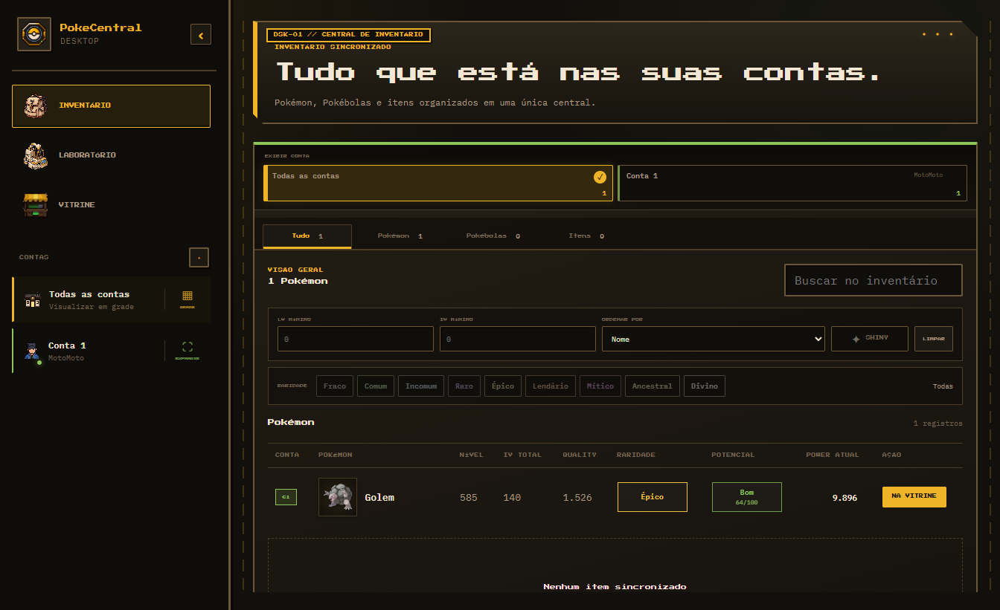 PokeCentral
DESKTOP
INVENTÁRIO
LABORATÓRIO
VITRINE
CONTAS
+
Todas as contas
Visualizar em grade
GRADE
Conta 1
MotoMoto
EXPANDIR
DSK-01 // CENTRAL DE INVENTÁRIO
INVENTÁRIO SINCRONIZADO
Tudo que está nas suas contas.
Pokémon, Pokébolas e itens organizados em uma única central.
EXIBIR CONTA
Todas as contas ✓
1
Conta 1 MotoMoto
1
Tudo 1 Pokémon 1 Pokébolas 0 Itens 0
VISÃO GERAL
1 Pokémon
Buscar no inventário
LV MÍNIMO IV MÍNIMO ORDENAR POR
0 0 Nome SHINY LIMPAR
RARIDADE Fraco Comum Incomum Raro Épico Lendário Mítico Ancestral Divino Todas
Pokémon 1 registros
CONTA POKéMON NíVEL IV TOTAL QUALITY RARIDADE POTENCIAL POWER ATUAL AÇÃO
C1 Golem 585 140 1.526 Épico Bom 9.896 NA VITRINE
64/100
Nenhum item sincronizado